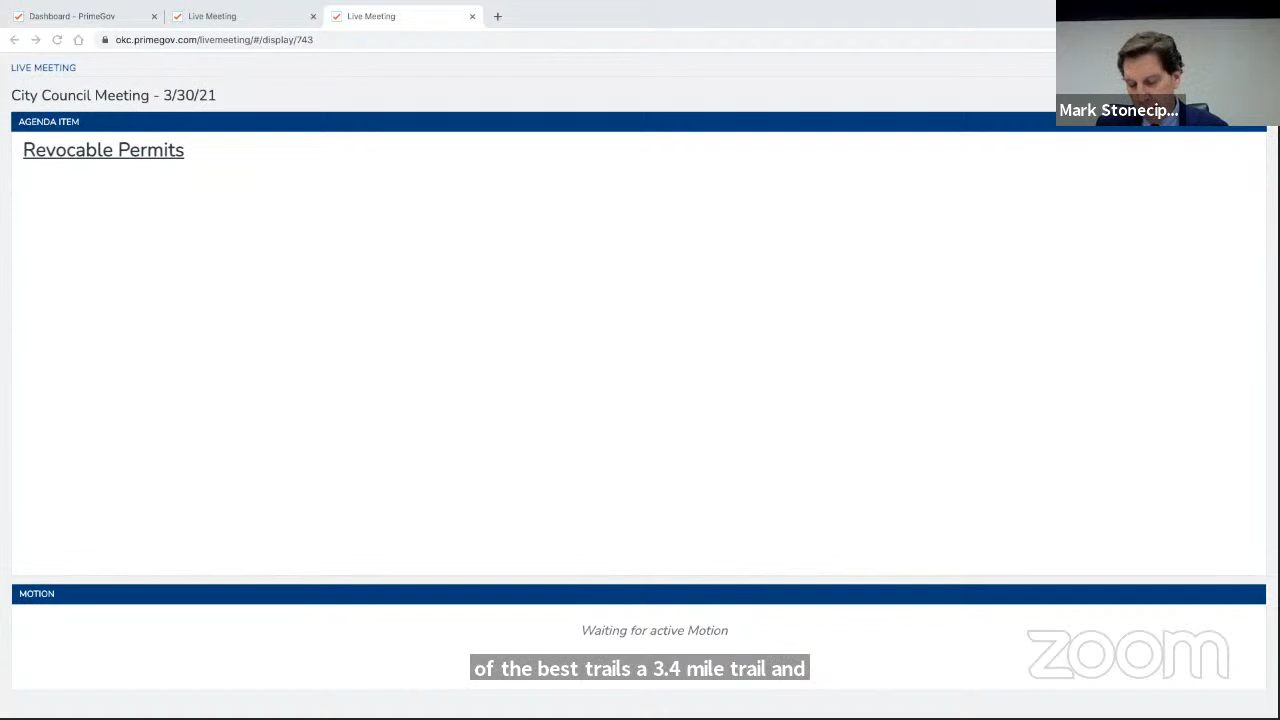 Dashboard - PrimeGov
Live Meeting
Live Meeting
okc.primegov.com/livemeeting/#/display/743
LIVE MEETING
City Council Meeting - 3/30/21
Mark Stonecip...
AGENDA ITEM
Revocable Permits
MOTION
Waiting for active Motion
zoom
of the best trails a 3.4 mile trail and